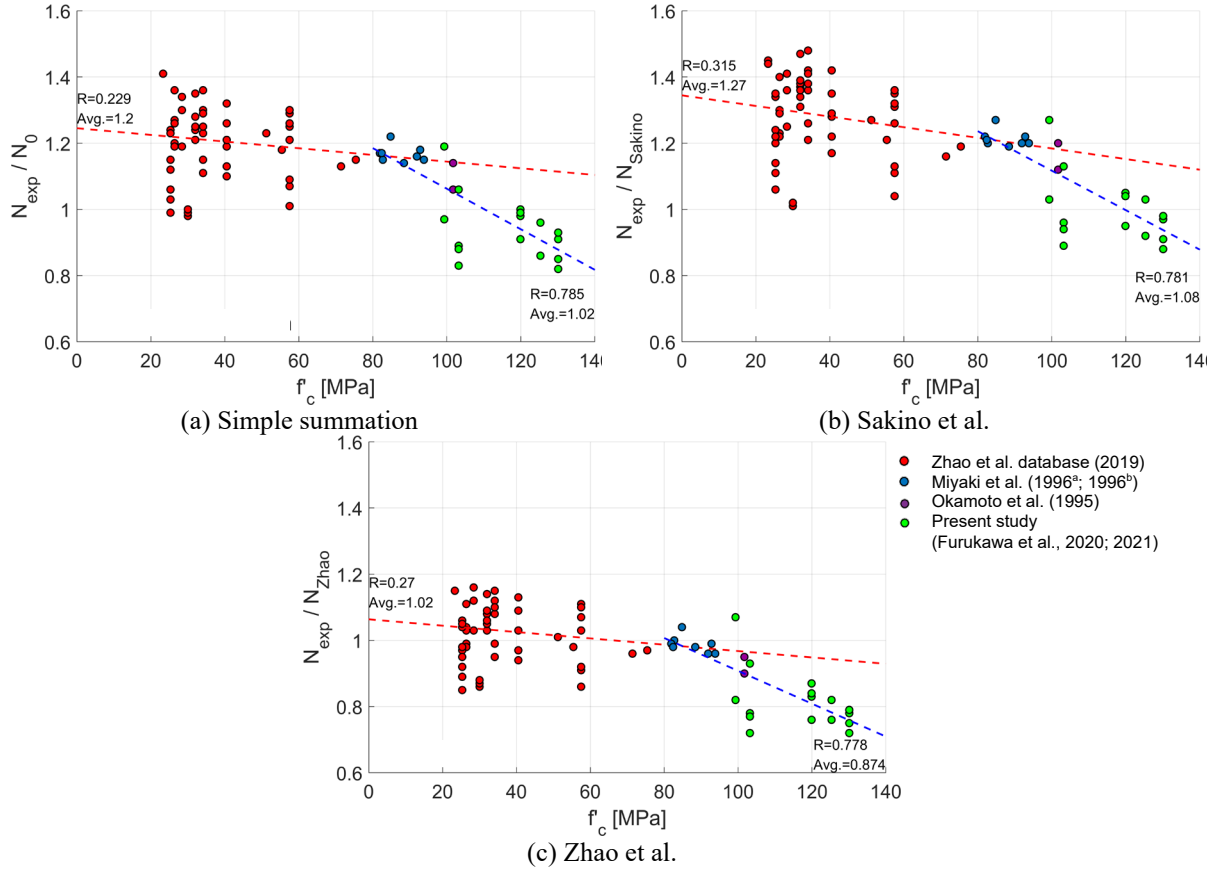 1.6
1.4
1.2
1
0.8
0.6
N_exp / N_0
R=0.229
Avg.=1.2
R=0.785
Avg.=1.02
0 20 40 60 80 100 120 140
f'_c [MPa]
(a) Simple summation
1.6
1.4
1.2
1
0.8
0.6
N_exp / N_Sakino
R=0.315
Avg.=1.27
R=0.781
Avg.=1.08
0 20 40 60 80 100 120
f'_c [MPa]
(b) Sakino et al.
1.6
1.4
1.2
1
0.8
0.6
N_exp / N_Zhao
R=0.27
Avg.=1.02
R=0.778
Avg.=0.874
0 20 40 60 80 100 120 140
f'_c [MPa]
(c) Zhao et al.
Zhao et al. database (2019)
Miyaki et al. (1996ᵃ; 1996ᵇ)
Okamoto et al. (1995)
Present study
(Furukawa et al., 2020; 2021)